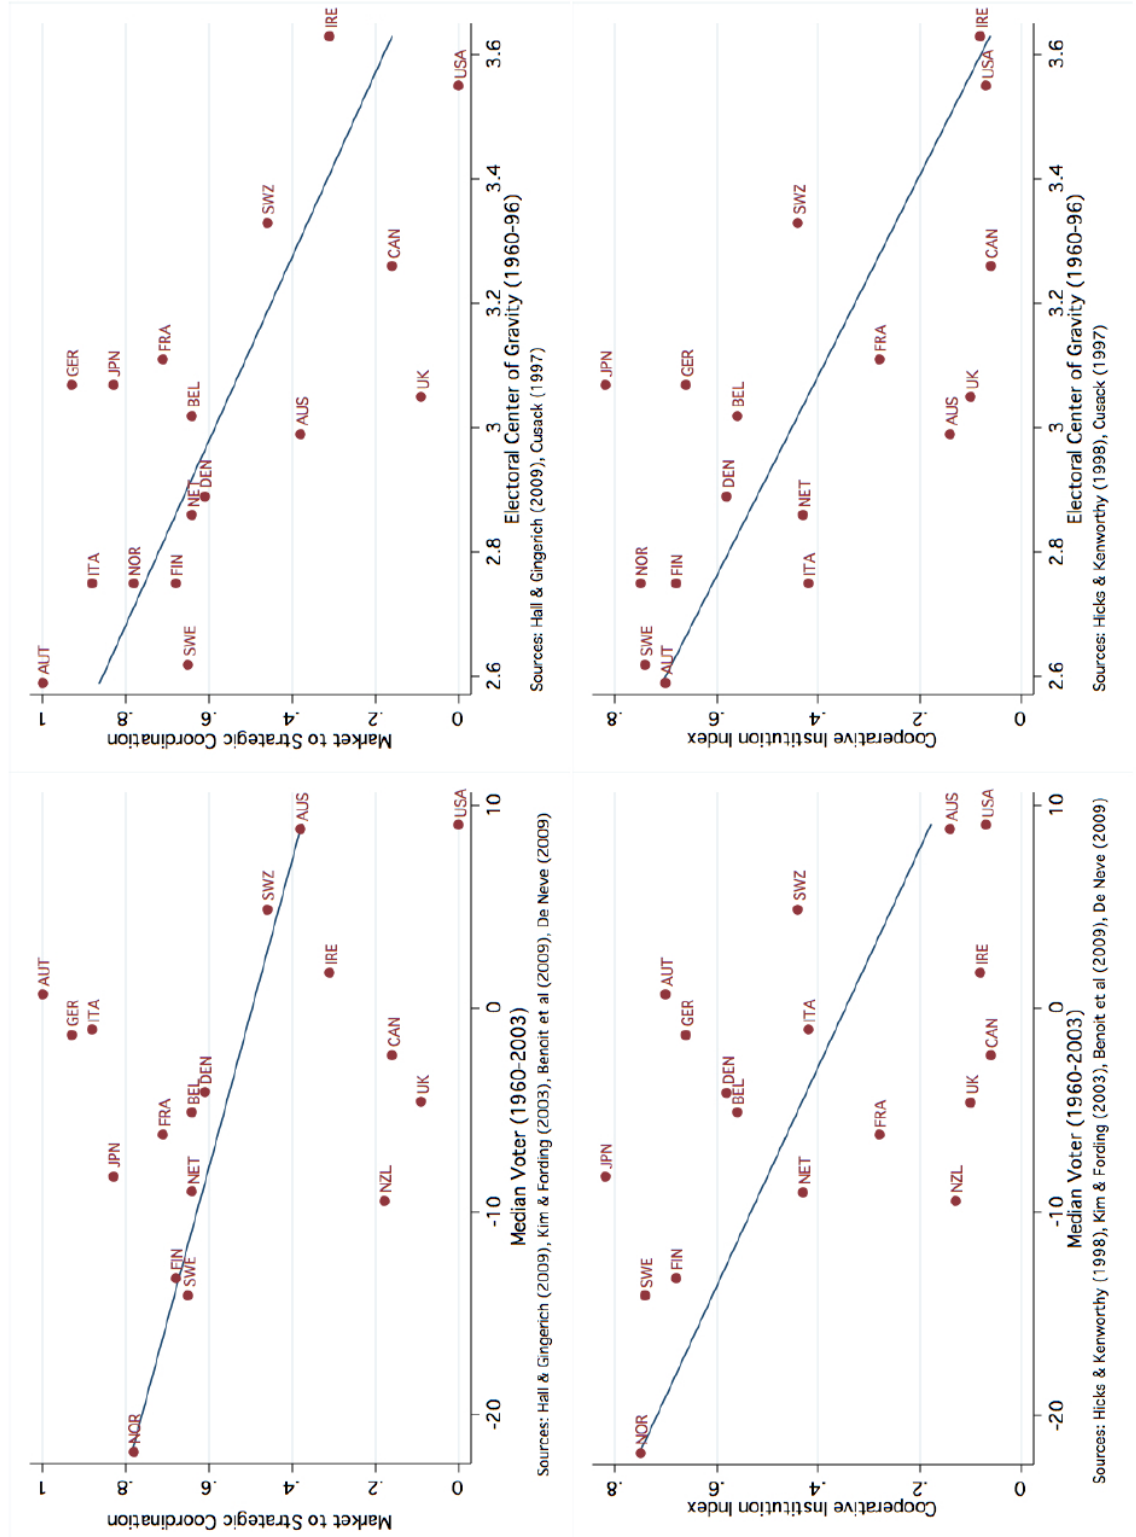 Market to Strategic Coordination
1
.8
.6
.4
.2
0
NOR
SWE
FIN
NZL
NET
JPN
FRA
BEL
UK
DEN
CAN
GER
ITA
AUT
IRE
SWZ
AUS
USA
-20
-10
0
10
Median Voter (1960-2003)
Sources: Hall & Gingerich (2009), Kim & Fording (2003), Benoit et al (2009), De Neve (2009)
Market to Strategic Coordination
1
.8
.6
.4
.2
0
AUT
SWE
ITA
NOR
FIN
NET
DEN
AUS
BEL
UK
GER
JPN
FRA
CAN
SWZ
USA
IRE
2.6
2.8
3
3.2
3.4
3.6
Electoral Center of Gravity (1960-96)
Sources: Hall & Gingerich (2009), Cusack (1997)
Cooperative Institution Index
.8
.6
.4
.2
0
NOR
SWE
FIN
NZL
NET
JPN
FRA
BEL
UK
DEN
CAN
GER
ITA
AUT
IRE
SWZ
AUS
USA
-20
-10
0
10
Median Voter (1960-2003)
Sources: Hicks & Kenworthy (1998), Kim & Fording (2003), Benoit et al (2009), De Neve (2009)
Cooperative Institution Index
.8
.6
.4
.2
0
AUT
SWE
NOR
FIN
ITA
NET
DEN
AUS
BEL
UK
JPN
GER
FRA
CAN
SWZ
USA
IRE
2.6
2.8
3
3.2
3.4
3.6
Electoral Center of Gravity (1960-96)
Sources: Hicks & Kenworthy (1998), Cusack (1997)